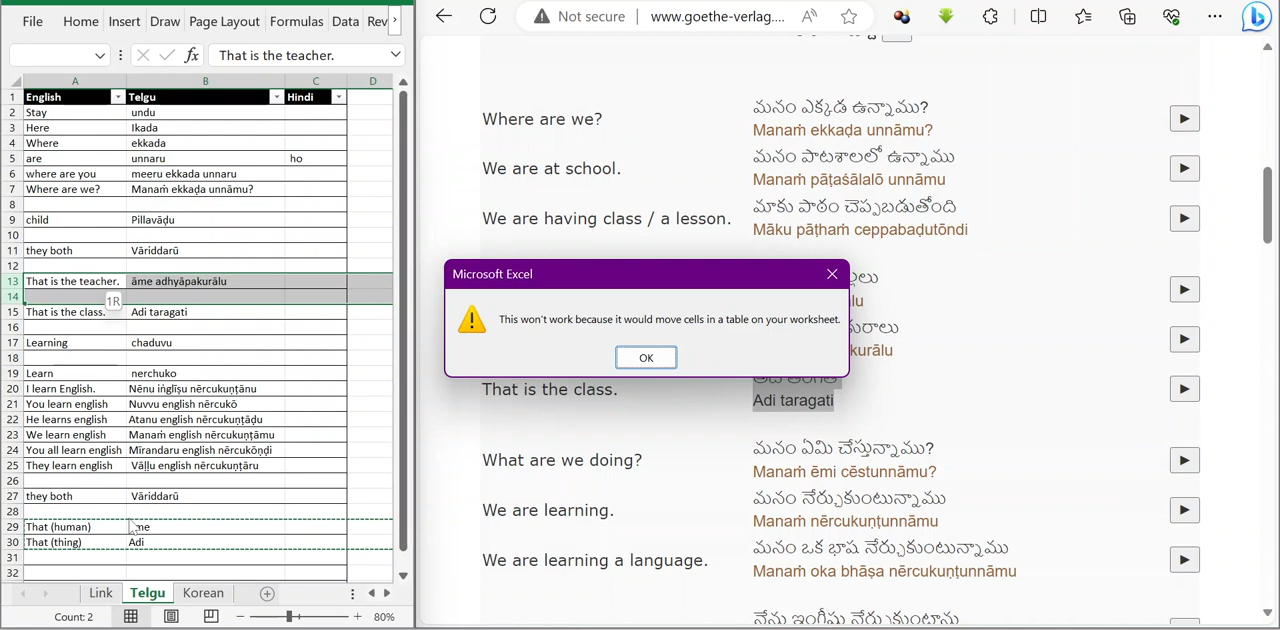 File Home Insert Draw Page Layout Formulas Data Rev
Not secure www.goethe-verlag....
fx That is the teacher.
A B C D
1 English Telgu Hindi
2 Stay undu
3 Here Ikada
4 Where ekkada
5 are unnaru ho
6 where are you meeru ekkada unnaru
7 Where are we? Manaṁ ekkaḍa unnāmu?
8
9 child Pillavāḍu
10
11 they both Vāriddarū
12
13 That is the teacher. āme adhyāpakurālu
14
1R
15 That is the class. Adi taragati
16
17 Learning chaduvu
18
19 Learn nerchuko
20 I learn English. Nēnu iṅglīṣu nērcukuṇṭānu
21 You learn english Nuvvu english nērcukō
22 He learns english Atanu english nērcukuṇṭāḍu
23 We learn english Manaṁ english nērcukuṇṭāmu
24 You all learn english Mīrandaru english nērcukōṇḍi
25 They learn english Vāḷḷu english nērcukuṇṭāru
26
27 they both Vāriddarū
28
29 That (human) me
30 That (thing) Adi
31
32
Link Telgu Korean
Count: 2 80%
Where are we?
మనం ఎక్కడ ఉన్నాము?
Manaṁ ekkaḍa unnāmu?
We are at school.
మనం పాటశాలలో ఉన్నాము
Manaṁ pāṭaśālalō unnāmu
We are having class / a lesson.
మాకు పాఠం చెప్పబడుతోంది
Māku pāṭhaṁ ceppabaḍutōndi
lu
kurālu
Microsoft Excel
This won't work because it would move cells in a table on your worksheet.
OK
That is the class.
Adi taragati
What are we doing?
మనం ఏమి చేస్తున్నాము?
Manaṁ ēmi cēstunnāmu?
We are learning.
మనం నేర్చుకుంటున్నాము
Manaṁ nērcukuṇṭunnāmu
We are learning a language.
మనం ఒక భాష నేర్చుకుంటున్నాము
Manaṁ oka bhāṣa nērcukuṇṭunnāmu